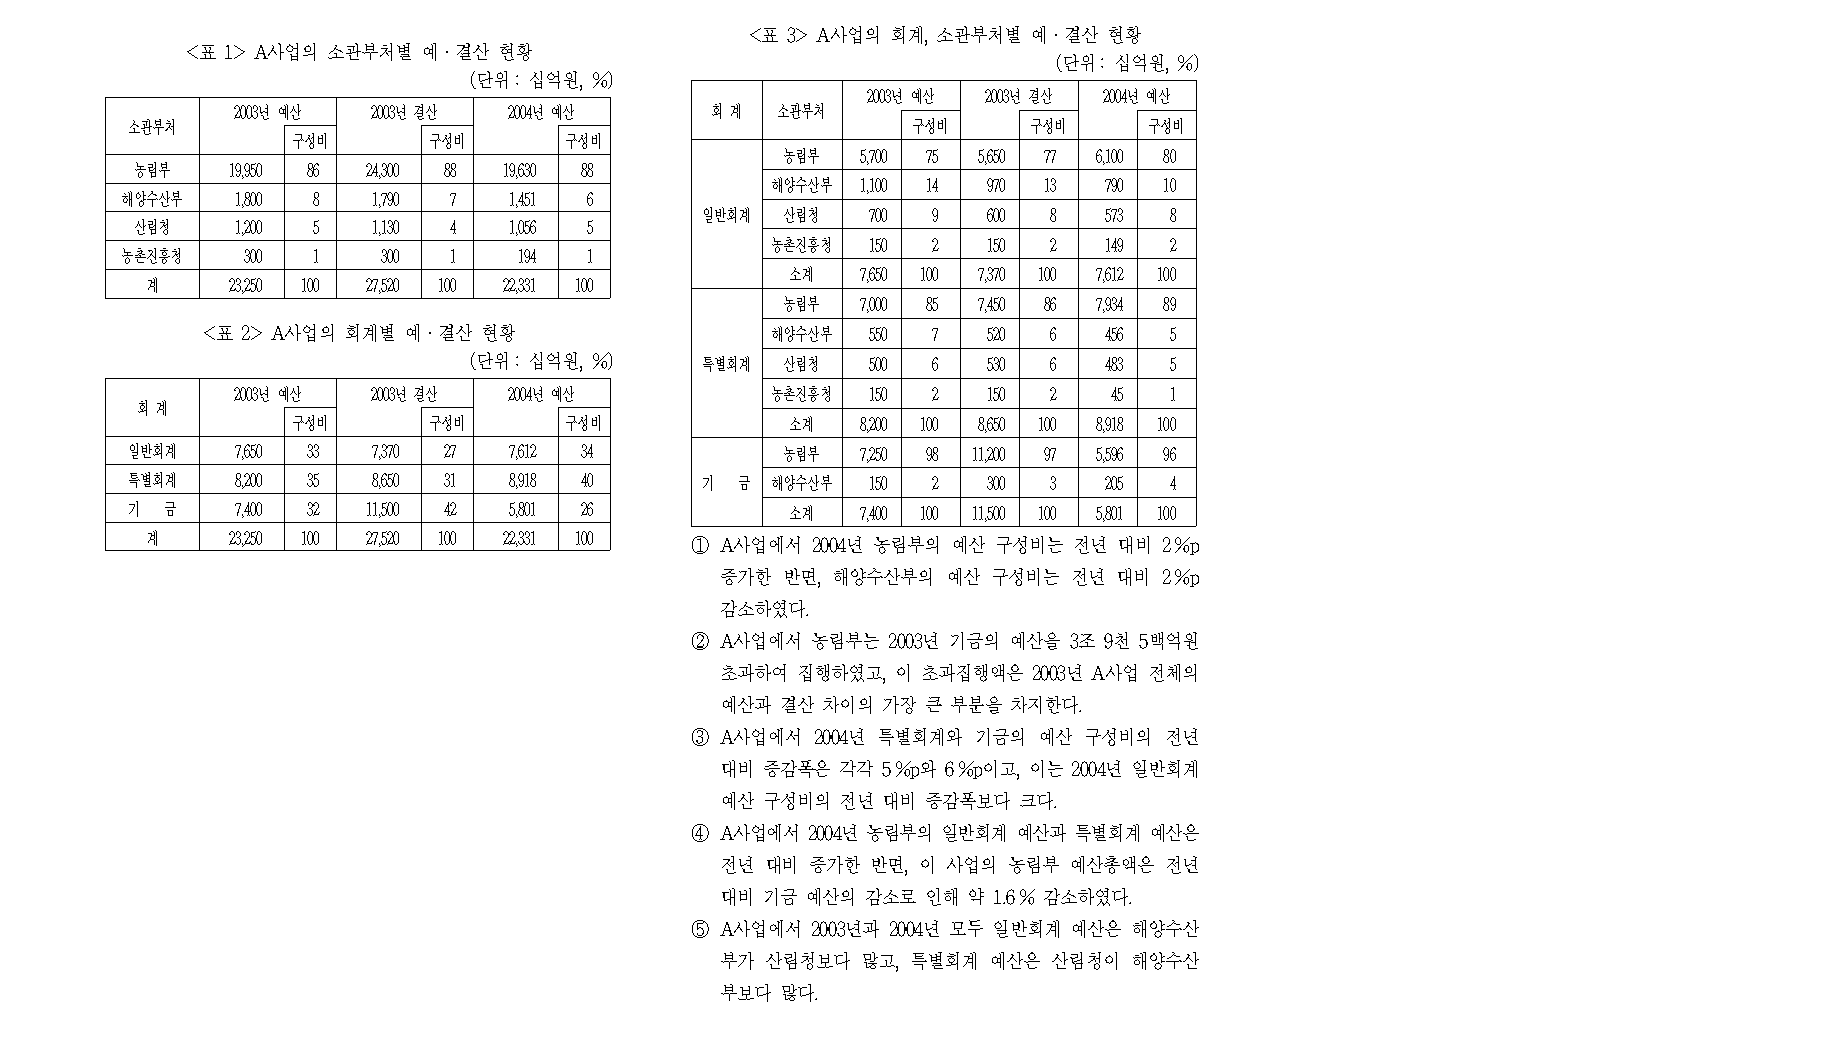 <표 1> A사업의 소관부처별 예·결산 현황
(단위 : 십억원, %)
소관부처 2003년 예산 2003년 결산 2004년 예산
구성비 구성비 구성비
농림부 19,950 86 24,300 88 19,630 88
해양수산부 1,800 8 1,790 7 1,451 6
산림청 1,200 5 1,130 4 1,056 5
농촌진흥청 300 1 300 1 194 1
계 23,250 100 27,520 100 22,331 100
<표 2> A사업의 회계별 예·결산 현황
(단위 : 십억원, %)
회 계 2003년 예산 2003년 결산 2004년 예산
구성비 구성비 구성비
일반회계 7,650 33 7,370 27 7,612 34
특별회계 8,200 35 8,650 31 8,918 40
기 금 7,400 32 11,500 42 5,801 26
계 23,250 100 27,520 100 22,331 100
<표 3> A사업의 회계, 소관부처별 예·결산 현황
(단위 : 십억원, %)
회 계 소관부처 2003년 예산 2003년 결산 2004년 예산
구성비 구성비 구성비
일반회계 농림부 5,700 75 5,650 77 6,100 80
해양수산부 1,100 14 970 13 790 10
산림청 700 9 600 8 573 8
농촌진흥청 150 2 150 2 149 2
소계 7,650 100 7,370 100 7,612 100
특별회계 농림부 7,000 85 7,450 86 7,934 89
해양수산부 550 7 520 6 456 5
산림청 500 6 530 6 483 5
농촌진흥청 150 2 150 2 45 1
소계 8,200 100 8,650 100 8,918 100
기 금 농림부 7,250 98 11,200 97 5,596 96
해양수산부 150 2 300 3 205 4
소계 7,400 100 11,500 100 5,801 100
① A사업에서 2004년 농림부의 예산 구성비는 전년 대비 2%p
증가한 반면, 해양수산부의 예산 구성비는 전년 대비 2%p
감소하였다.
② A사업에서 농림부는 2003년 기금의 예산을 3조 9천 5백억원
초과하여 집행하였고, 이 초과집행액은 2003년 A사업 전체의
예산과 결산 차이의 가장 큰 부분을 차지한다.
③ A사업에서 2004년 특별회계와 기금의 예산 구성비의 전년
대비 증감폭은 각각 5%p와 6%p이고, 이는 2004년 일반회계
예산 구성비의 전년 대비 증감폭보다 크다.
④ A사업에서 2004년 농림부의 일반회계 예산과 특별회계 예산은
전년 대비 증가한 반면, 이 사업의 농림부 예산총액은 전년
대비 기금 예산의 감소로 인해 약 1.6% 감소하였다.
⑤ A사업에서 2003년과 2004년 모두 일반회계 예산은 해양수산
부가 산림청보다 많고, 특별회계 예산은 산림청이 해양수산
부보다 많다.